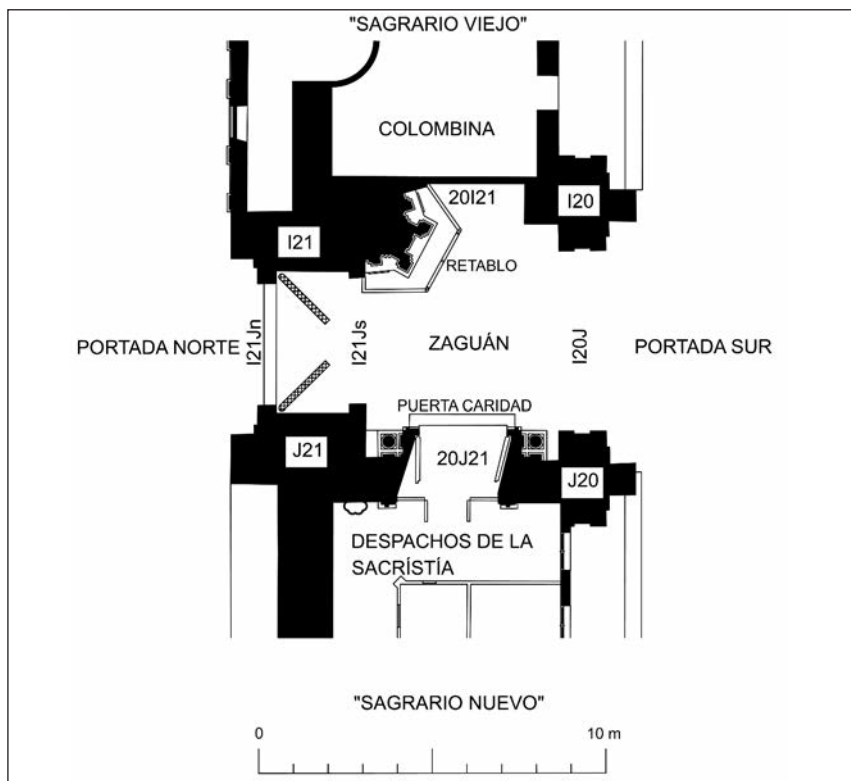 "SAGRARIO VIEJO"
COLOMBINA
20I21
I20
I21
RETABLO
PORTADA NORTE
I21Jn
I21Js
ZAGUÁN
I20J
PORTADA SUR
PUERTA CARIDAD
J21
20J21
J20
DESPACHOS DE LA
SACRÍSTÍA
"SAGRARIO NUEVO"
0
10 m